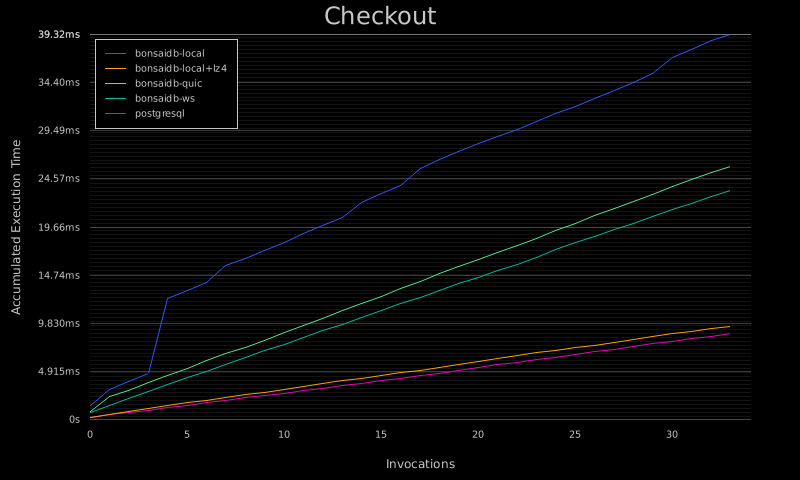 Checkout
39.32ms
34.40ms
29.49ms
24.57ms
19.66ms
14.74ms
9.830ms
4.915ms
0s
Accumulated Execution Time
bonsaidb-local
bonsaidb-local+lz4
bonsaidb-quic
bonsaidb-ws
postgresql
0 5 10 15 20 25 30
Invocations